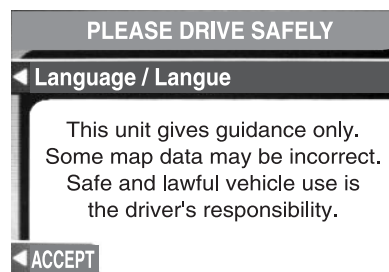 PLEASE DRIVE SAFELY
Language / Langue
This unit gives guidance only.
Some map data may be incorrect.
Safe and lawful vehicle use is
the driver's responsibility.
ACCEPT